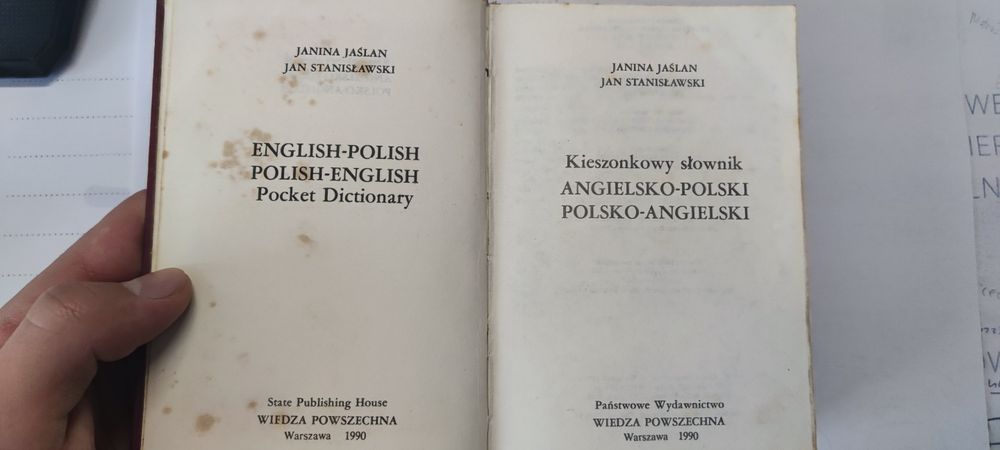 JANINA JAŚLAN
JAN STANISŁAWSKI
ENGLISH-POLISH
POLISH-ENGLISH
Pocket Dictionary
State Publishing House
WIEDZA POWSZECHNA
Warszawa 1990
JANINA JAŚLAN
JAN STANISŁAWSKI
Kieszonkowy słownik
ANGIELSKO-POLSKI
POLSKO-ANGIELSKI
Państwowe Wydawnictwo
WIEDZA POWSZECHNA
Warszawa 1990